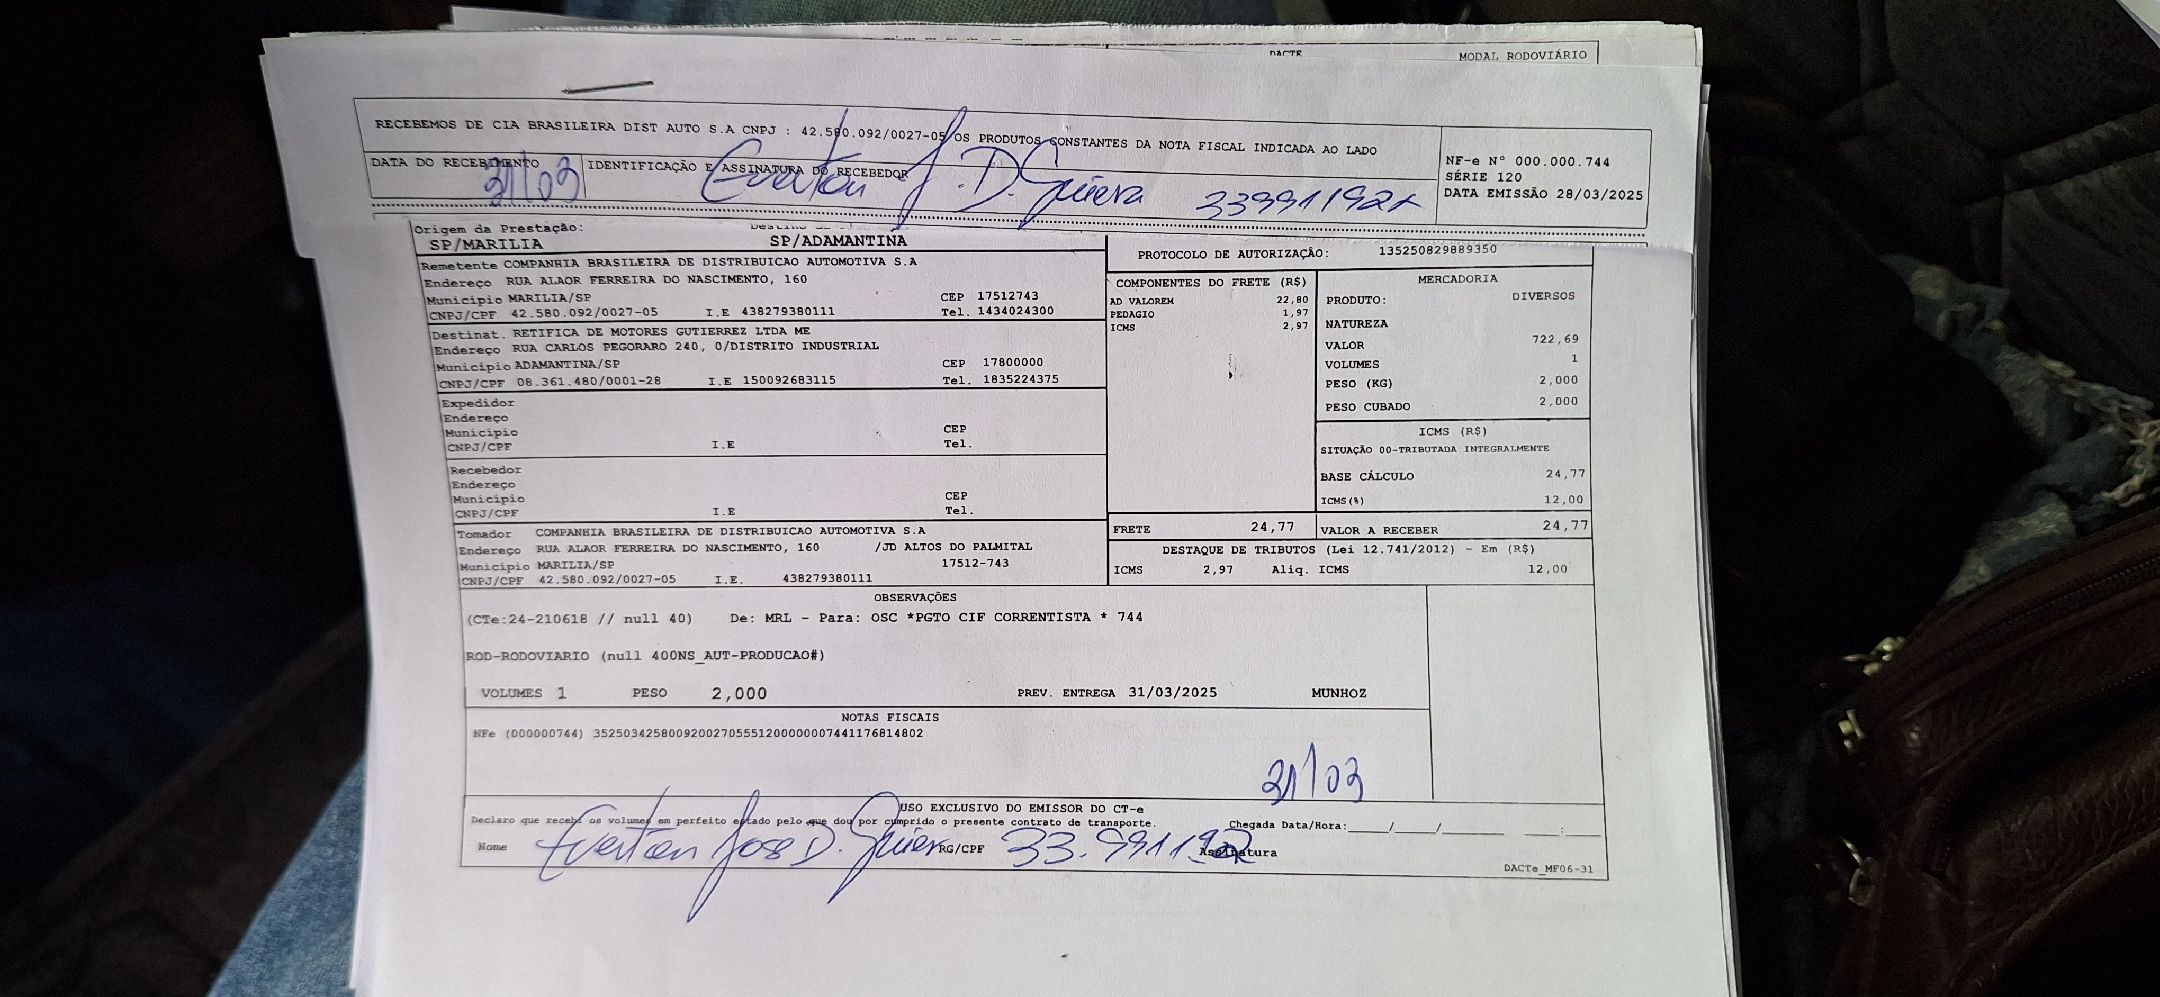 MODAL RODOVIÁRIO
RECEBEMOS DE CIA BRASILEIRA DIST AUTO S.A CNPJ : 42.580.092/0027-05 OS PRODUTOS CONSTANTES DA NOTA FISCAL INDICADA AO LADO
DATA DO RECEBIMENTO
31/03
IDENTIFICAÇÃO E ASSINATURA DO RECEBEDOR
Everton J. D.
NF-e Nº 000.000.744
SÉRIE 120
DATA EMISSÃO 28/03/2025
Origem da Prestação:
SP/MARILIA
SP/ADAMANTINA
PROTOCOLO DE AUTORIZAÇÃO: 135250829889350
Remetente COMPANHIA BRASILEIRA DE DISTRIBUICAO AUTOMOTIVA S.A
Endereço RUA ALAOR FERREIRA DO NASCIMENTO, 160
Município MARILIA/SP CEP 17512743
CNPJ/CPF 42.580.092/0027-05 I.E 438279380111 Tel. 1434024300
Destinat. RETIFICA DE MOTORES GUTIERREZ LTDA ME
Endereço RUA CARLOS PEGORARO 240, 0/DISTRITO INDUSTRIAL
Município ADAMANTINA/SP CEP 17800000
CNPJ/CPF 08.361.480/0001-28 I.E 150092683115 Tel. 1835224375
Expedidor
Endereço
Município CEP
CNPJ/CPF I.E Tel.
Recebedor
Endereço
Município CEP
CNPJ/CPF I.E Tel.
Tomador COMPANHIA BRASILEIRA DE DISTRIBUICAO AUTOMOTIVA S.A
Endereço RUA ALAOR FERREIRA DO NASCIMENTO, 160 /JD ALTOS DO PALMITAL
Município MARILIA/SP 17512-743
CNPJ/CPF 42.580.092/0027-05 I.E. 438279380111
COMPONENTES DO FRETE (R$)
AD VALOREM 22,80
PEDAGIO 1,97
ICMS 2,97
MERCADORIA
PRODUTO: DIVERSOS
NATUREZA
VALOR 722,69
VOLUMES 1
PESO (KG) 2,000
PESO CUBADO 2,000
ICMS (R$)
SITUAÇÃO 00-TRIBUTADA INTEGRALMENTE
BASE CÁLCULO 24,77
ICMS(%) 12,00
FRETE 24,77 VALOR A RECEBER 24,77
DESTAQUE DE TRIBUTOS (Lei 12.741/2012) - Em (R$)
ICMS 2,97 Aliq. ICMS 12,00
OBSERVAÇÕES
(CTe:24-210618 // null 40) De: MRL - Para: OSC *PGTO CIF CORRENTISTA * 744
ROD-RODOVIARIO (null 400NS_AUT-PRODUCAO#)
VOLUMES 1 PESO 2,000 PREV. ENTREGA 31/03/2025 MUNHOZ
NOTAS FISCAIS
NFe (000000744) 35250342580092002705551200000007441176814802
31/03
USO EXCLUSIVO DO EMISSOR DO CT-e
Declaro que recebi os volumes em perfeito estado pelo que dou por cumprido o presente contrato de transporte. Chegada Data/Hora:____/____/________ ____:____
Nome Everton Jose D. RG/CPF Assinatura
DACTe_MF06-31